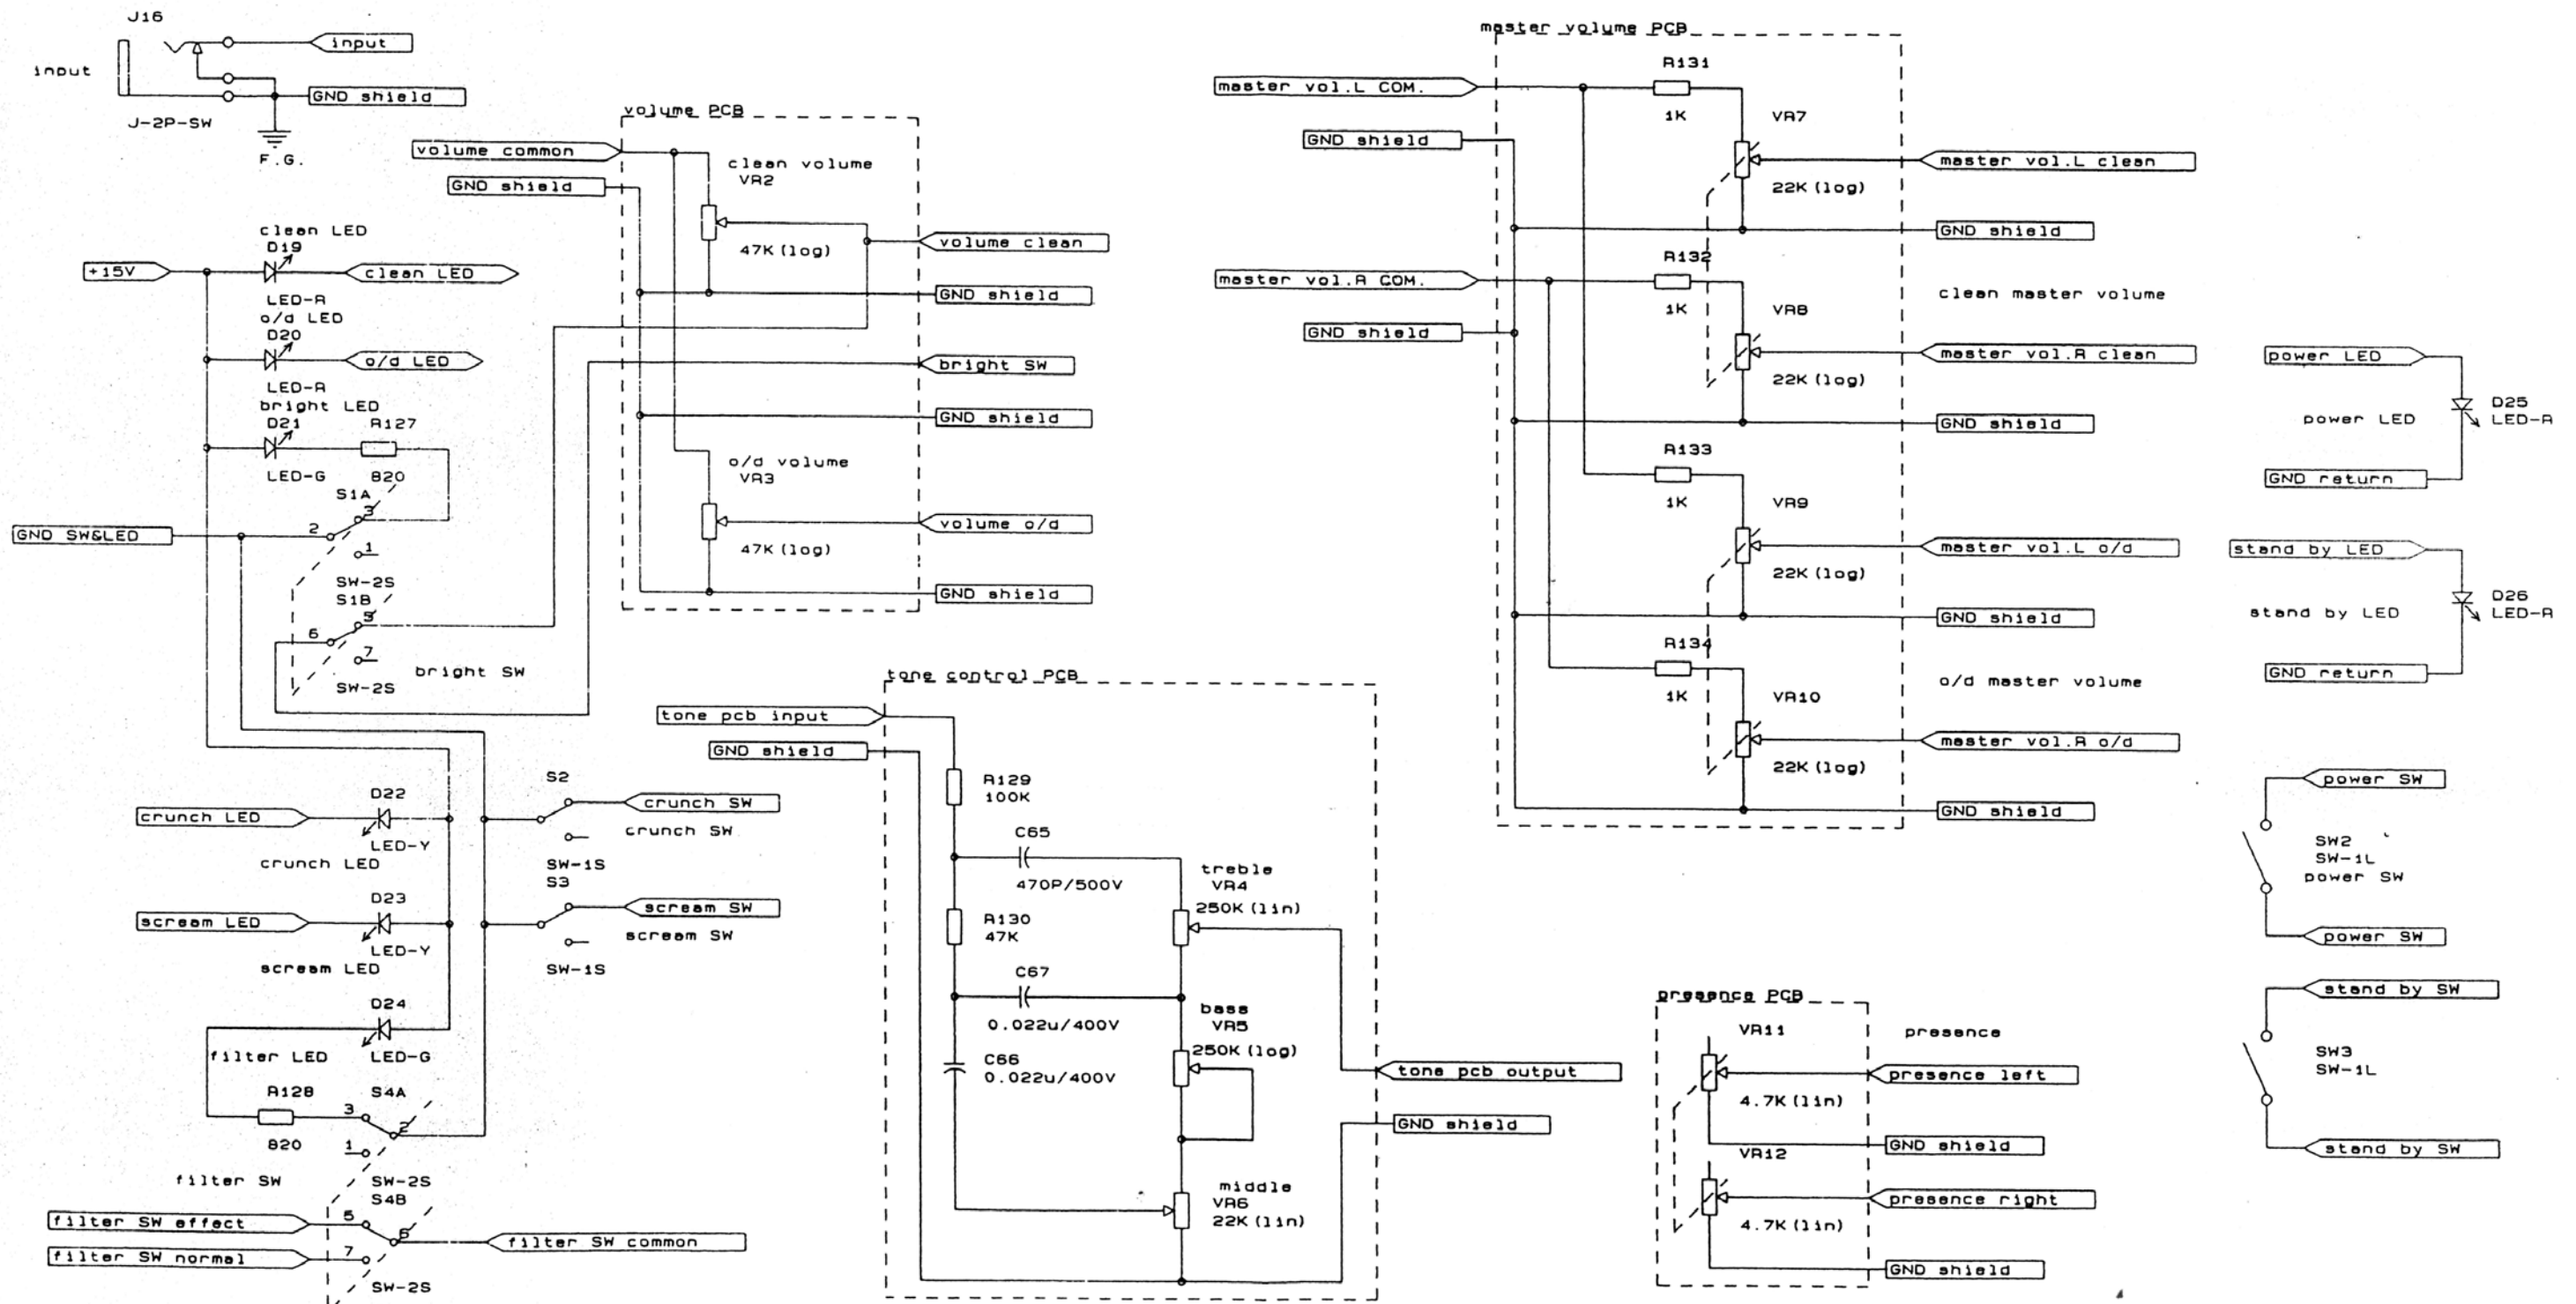 J16
input
input
GND shield
J-2P-SW
F.G.
+15V
clean LED
D19
clean LED
LED-R
o/d LED
D20
o/d LED
LED-R
bright LED
D21
R127
LED-G
820
S1A
3
2
1
GND SW&LED
SW-2S
S1B
5
6
7
SW-2S
bright SW
volume PCB
volume common
GND shield
clean volume
VR2
47K(log)
volume clean
GND shield
bright SW
GND shield
o/d volume
VR3
47K(log)
volume o/d
GND shield
crunch LED
D22
LED-Y
crunch LED
scream LED
D23
LED-Y
scream LED
D24
filter LED
LED-G
R128
820
S4A
3
2
1
filter SW
SW-2S
S4B
filter SW effect
5
6
filter SW common
filter SW normal
7
SW-2S
S2
crunch SW
crunch SW
SW-1S
S3
scream SW
scream SW
SW-1S
tone control PCB
tone pcb input
GND shield
R129
100K
C65
470P/500V
treble
VR4
250K(lin)
R130
47K
C67
0.022u/400V
bass
VR5
250K(log)
C66
0.022u/400V
middle
VR6
22K(lin)
tone pcb output
GND shield
master volume PCB
master vol.L COM.
R131
1K
VR7
GND shield
master vol.L clean
22K(log)
GND shield
R132
master vol.R COM.
1K
VR8
clean master volume
GND shield
master vol.R clean
22K(log)
GND shield
R133
1K
VR9
master vol.L o/d
22K(log)
GND shield
R134
1K
VR10
o/d master volume
master vol.R o/d
22K(log)
GND shield
presence PCB
VR11
presence
presence left
4.7K(lin)
GND shield
VR12
presence right
4.7K(lin)
GND shield
power LED
power LED
D25
LED-R
GND return
stand by LED
stand by LED
D26
LED-R
GND return
power SW
SW2
SW-1L
power SW
power SW
stand by SW
SW3
SW-1L
stand by SW